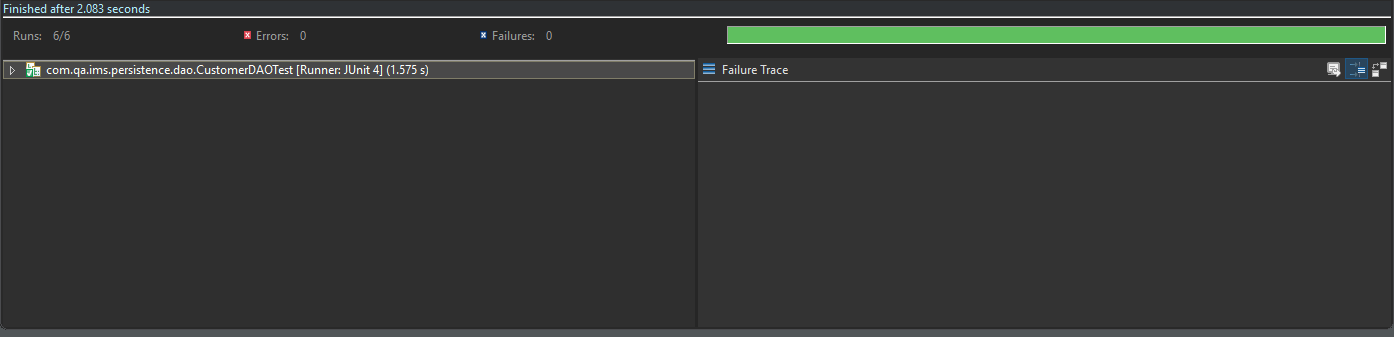 Finished after 2.083 seconds
Runs: 6/6 Errors: 0 Failures: 0
com.qa.ims.persistence.dao.CustomerDAOTest [Runner: JUnit 4] (1.575 s)
Failure Trace